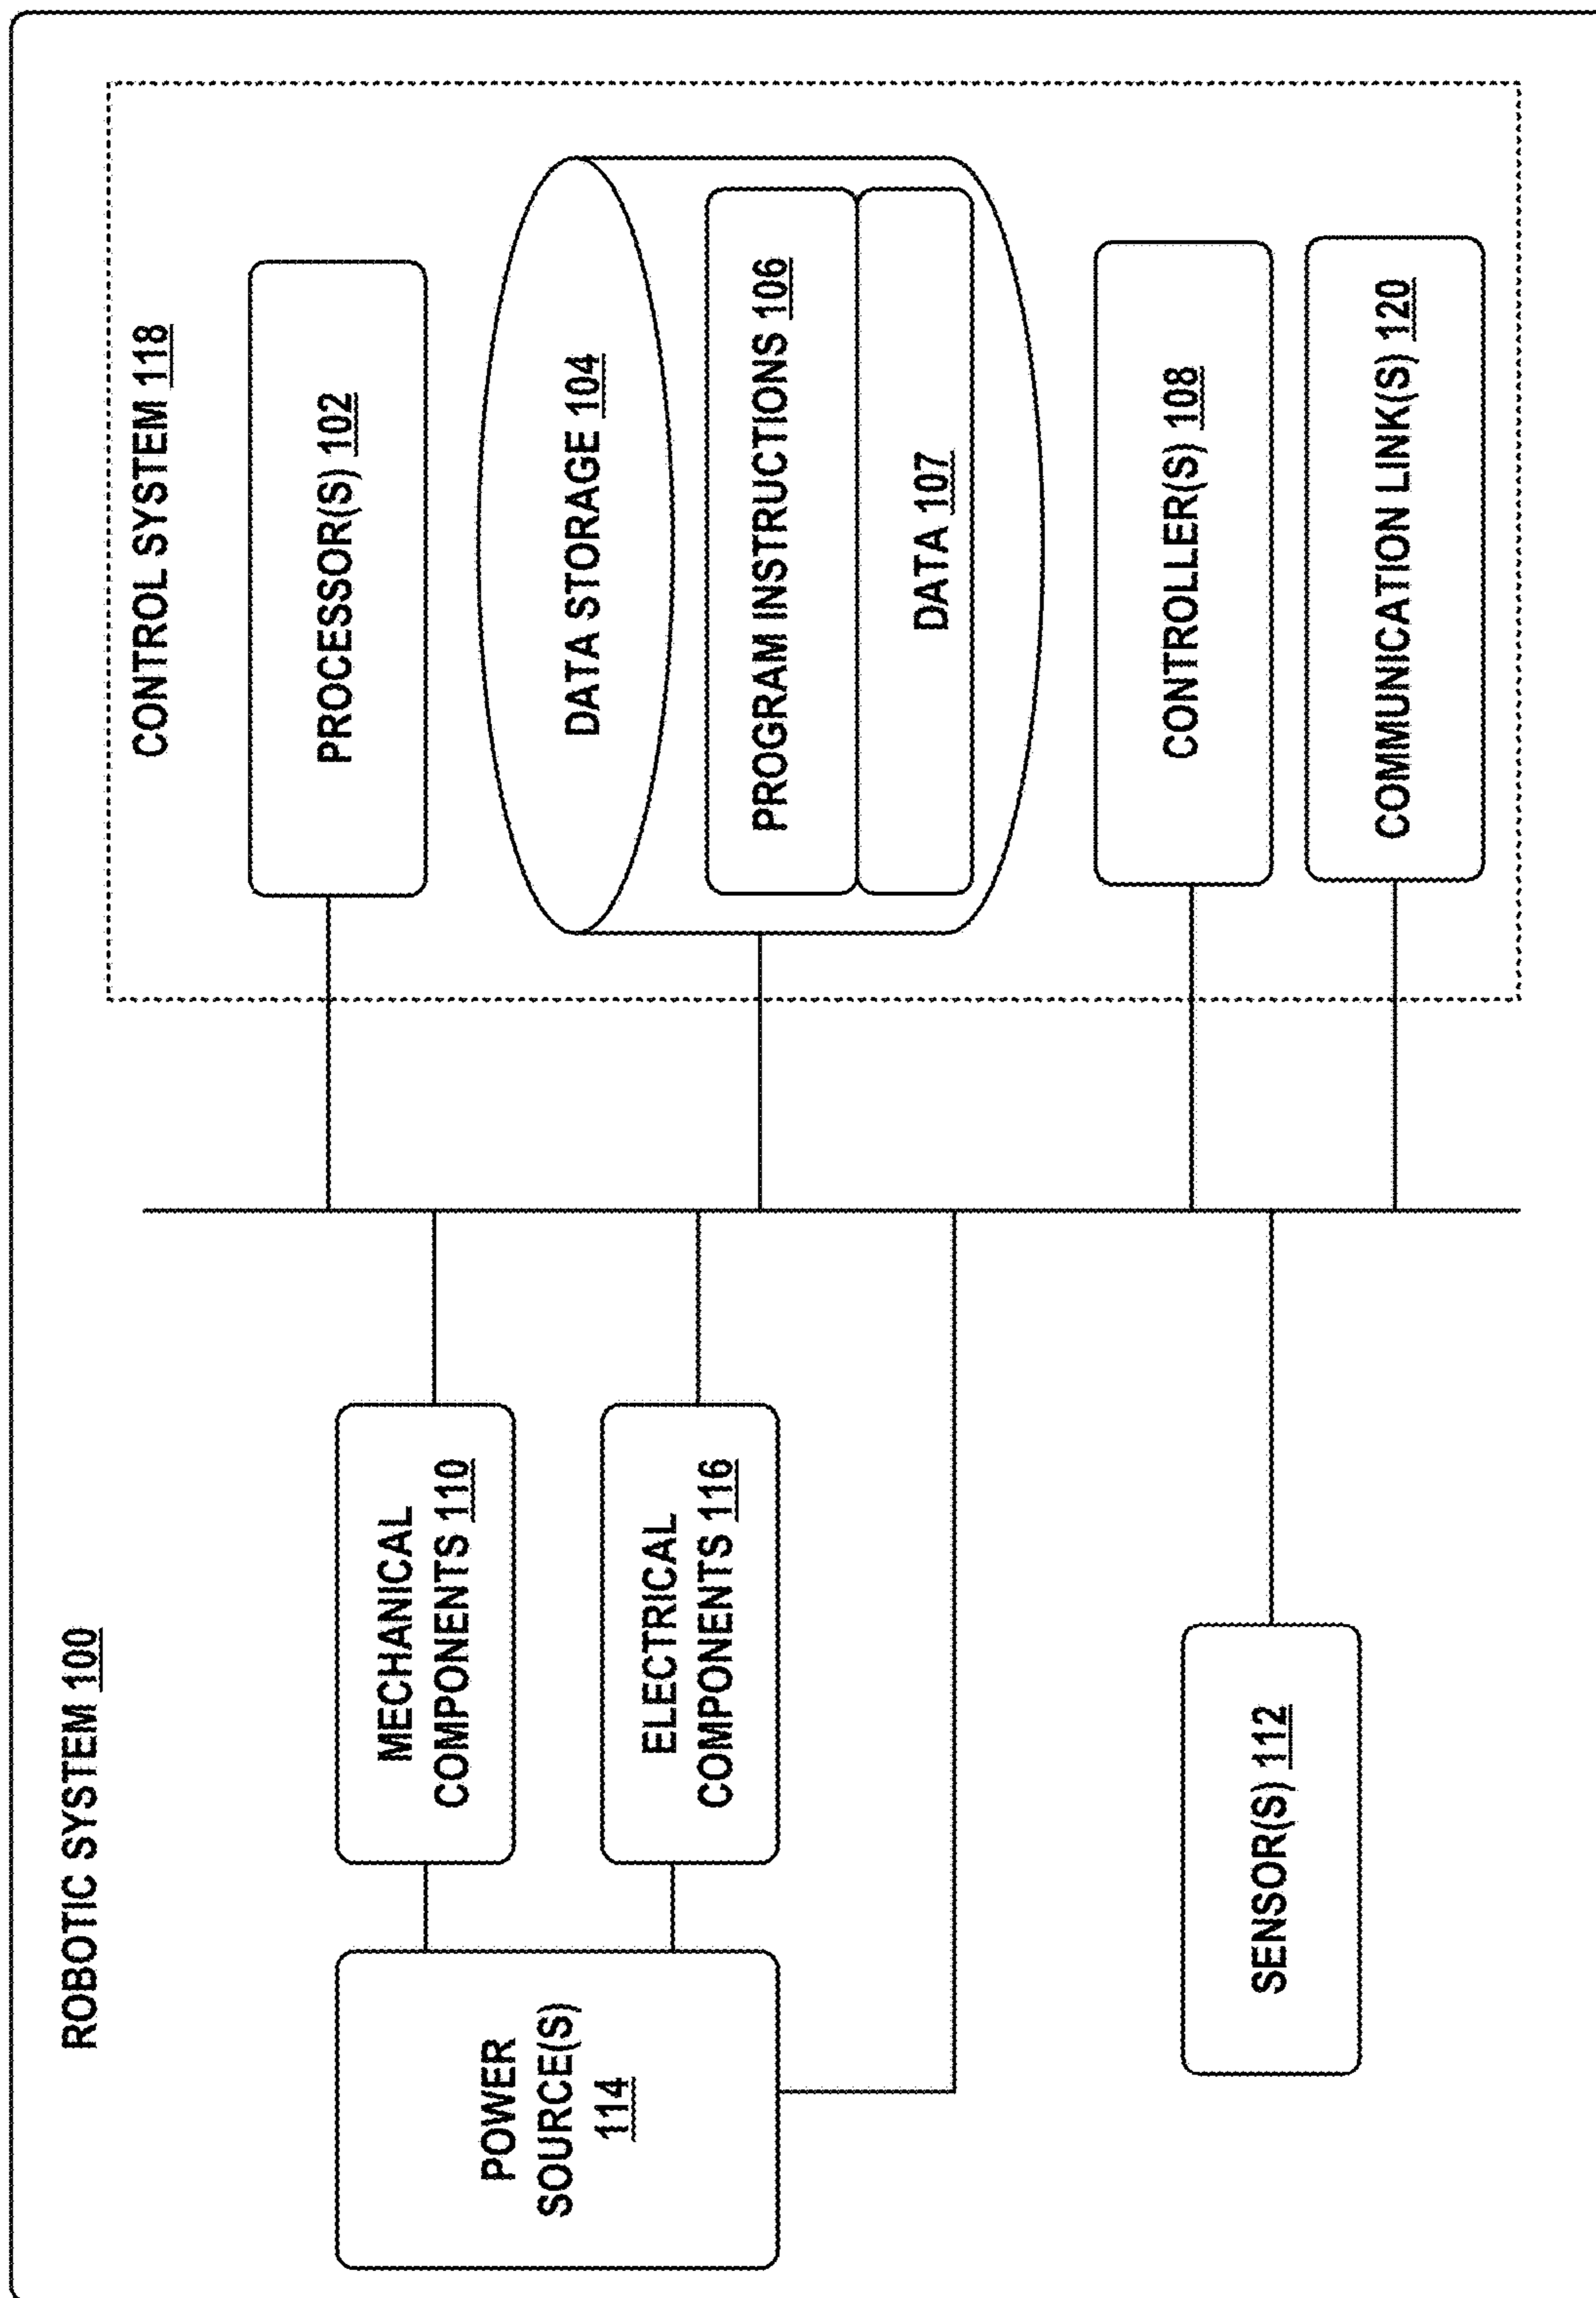 ROBOTIC SYSTEM 100
POWER
SOURCE(S)
114
MECHANICAL
COMPONENTS 110
ELECTRICAL
COMPONENTS 116
SENSOR(S) 112
CONTROL SYSTEM 118
PROCESSOR(S) 102
DATA STORAGE 104
PROGRAM INSTRUCTIONS 106
DATA 107
CONTROLLER(S) 108
COMMUNICATION LINK(S) 120